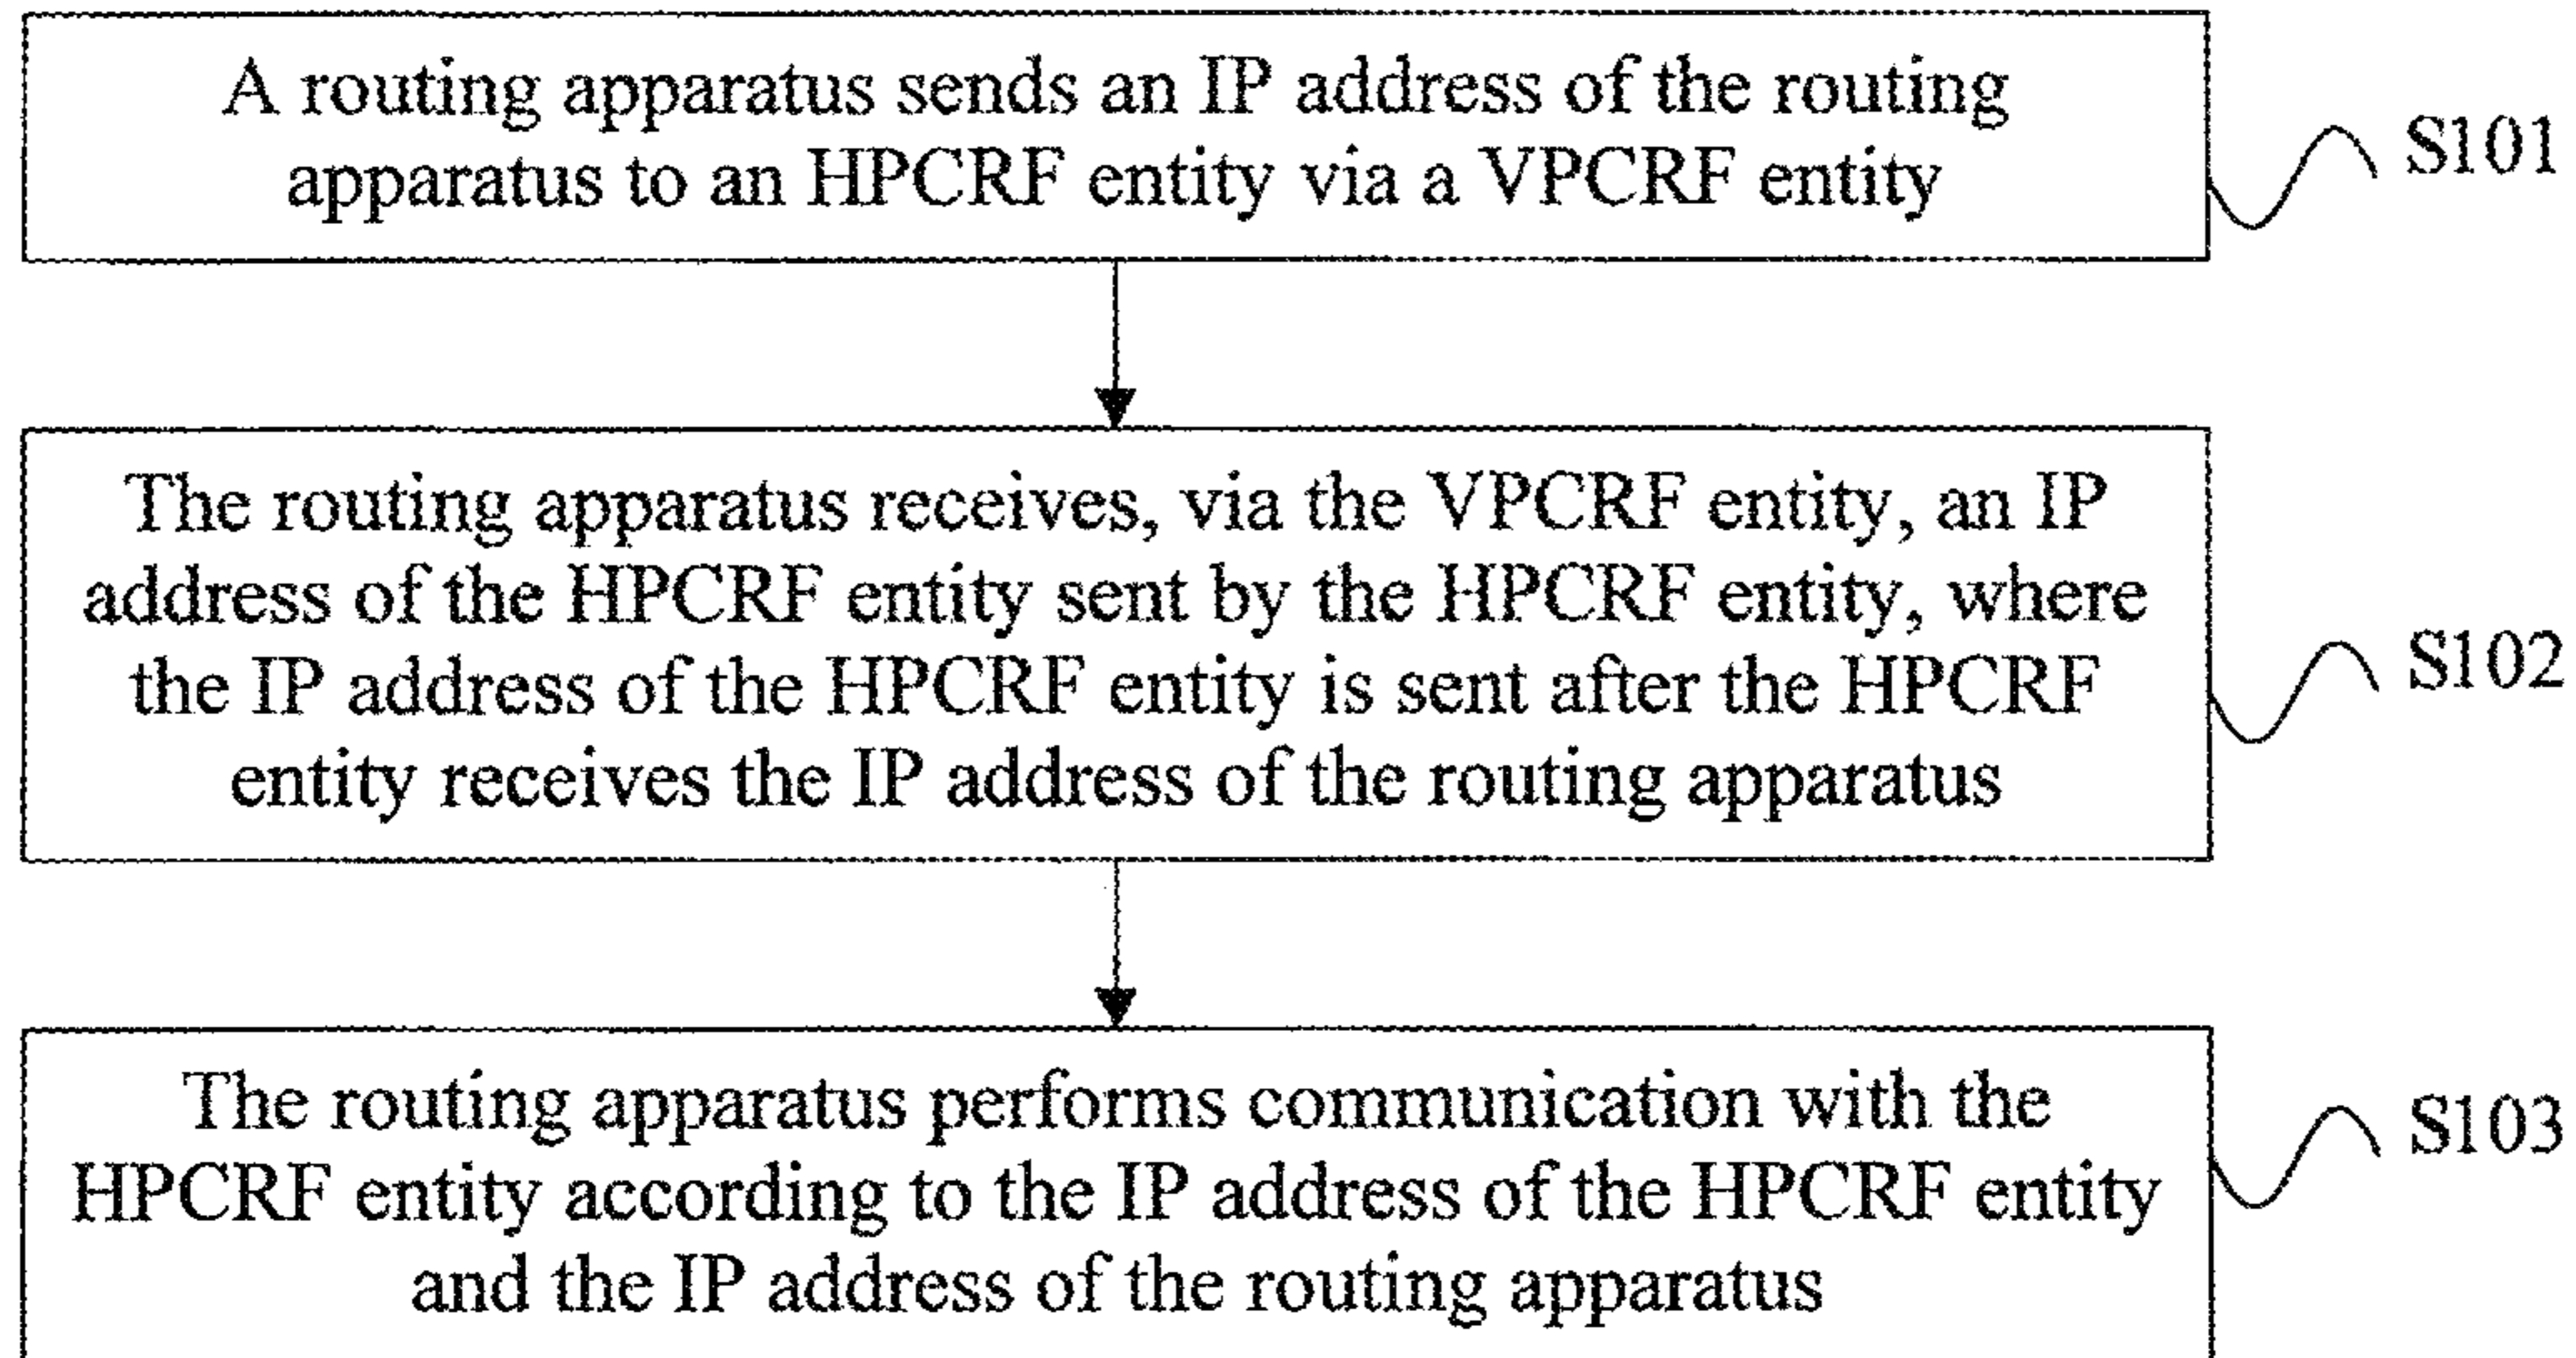 A routing apparatus sends an IP address of the routing
apparatus to an HPCRF entity via a VPCRF entity
S101
The routing apparatus receives, via the VPCRF entity, an IP
address of the HPCRF entity sent by the HPCRF entity, where
the IP address of the HPCRF entity is sent after the HPCRF
entity receives the IP address of the routing apparatus
S102
The routing apparatus performs communication with the
HPCRF entity according to the IP address of the HPCRF entity
and the IP address of the routing apparatus
S103